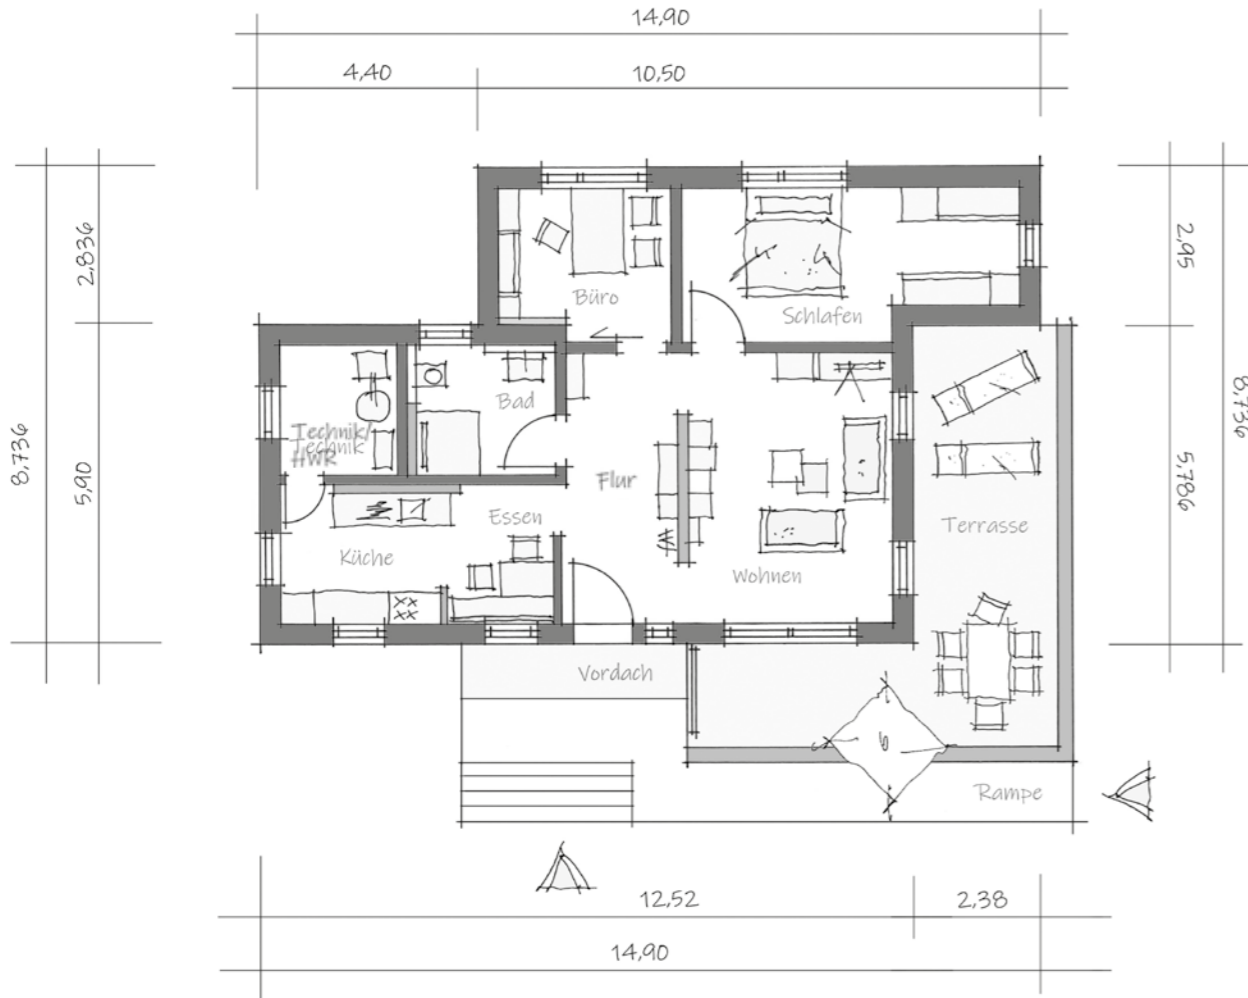 14,90
4,40
10,50
2,836
2,95
Büro
Schlafen
Bad
Technik/
Technik
HWR
8,736
8,736
5,90
5,786
Flur
Essen
Terrasse
Küche
Wohnen
Vordach
Rampe
12,52
2,38
14,90